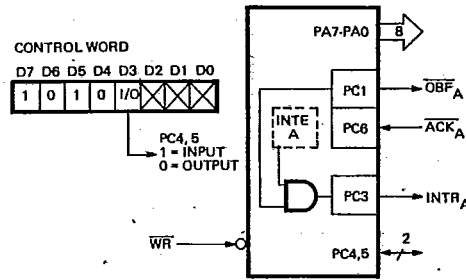 CONTROL WORD
D7 D6 D5 D4 D3 D2 D1 D0
1 0 1 0 I/O
PC4, 5
1 = INPUT
0 = OUTPUT
WR
PA7-PA0
8
PC1
OBFA
INTE
A
PC6
ACKA
PC3
INTRA
PC4,5
2